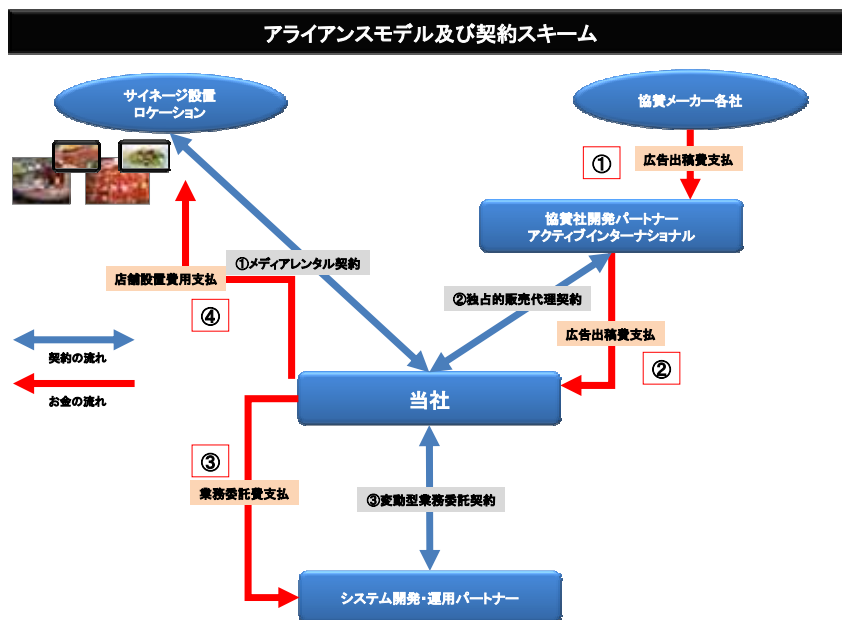 アライアンスモデル及び契約スキーム
サイネージ設置
ロケーション
協賛メーカー各社
①
広告出稿費支払
協賛社開発パートナー
アクティブインターナショナル
①メディアレンタル契約
店舗設置費用支払
④
②独占的販売代理契約
広告出稿費支払
②
契約の流れ
お金の流れ
当社
③
業務委託費支払
③変動型業務委託契約
システム開発・運用パートナー